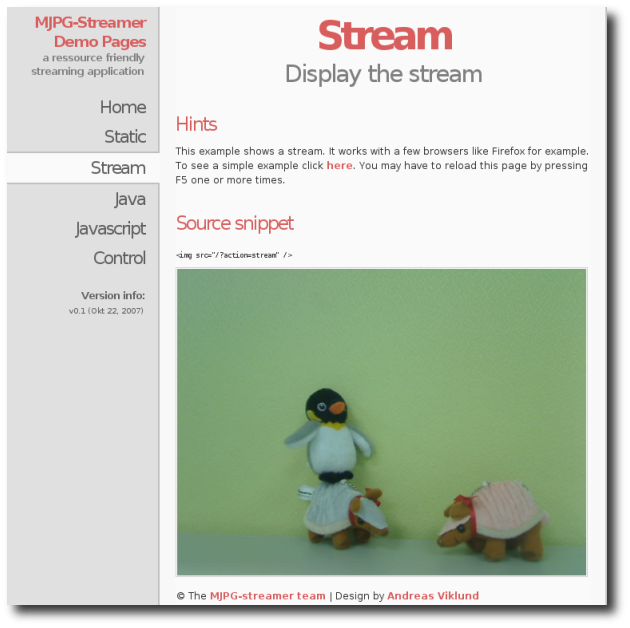 MJPG-Streamer
Demo Pages
a ressource friendly
streaming application
Home
Static
Stream
Java
Javascript
Control
Version info:
v0.1 (Okt 22, 2007)
Stream
Display the stream
Hints
This example shows a stream. It works with a few browsers like Firefox for example.
To see a simple example click here. You may have to reload this page by pressing
F5 one or more times.
Source snippet
<img src="/?action=stream" />
© The MJPG-streamer team | Design by Andreas Viklund